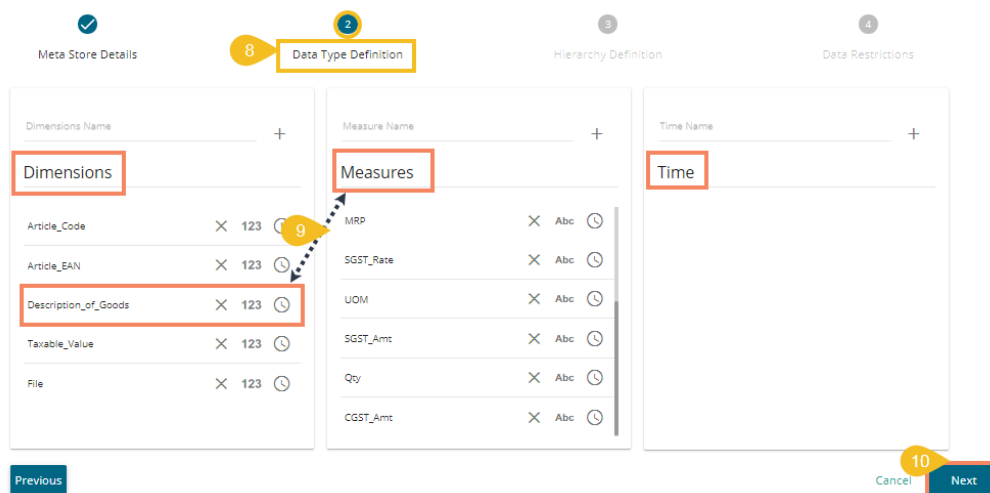 2 3 4
Meta Store Details 8 Data Type Definition Hierarchy Definition Data Restrictions
Dimensions Name + Measure Name + Time Name +
Dimensions Measures Time
Article_Code 123 MRP Abc
9
Article_EAN 123 SGST_Rate Abc
Description_of_Goods 123 UOM Abc
Taxable_Value 123 SGST_Amt Abc
File 123 Qty Abc
CGST_Amt Abc
10
Previous Cancel Next